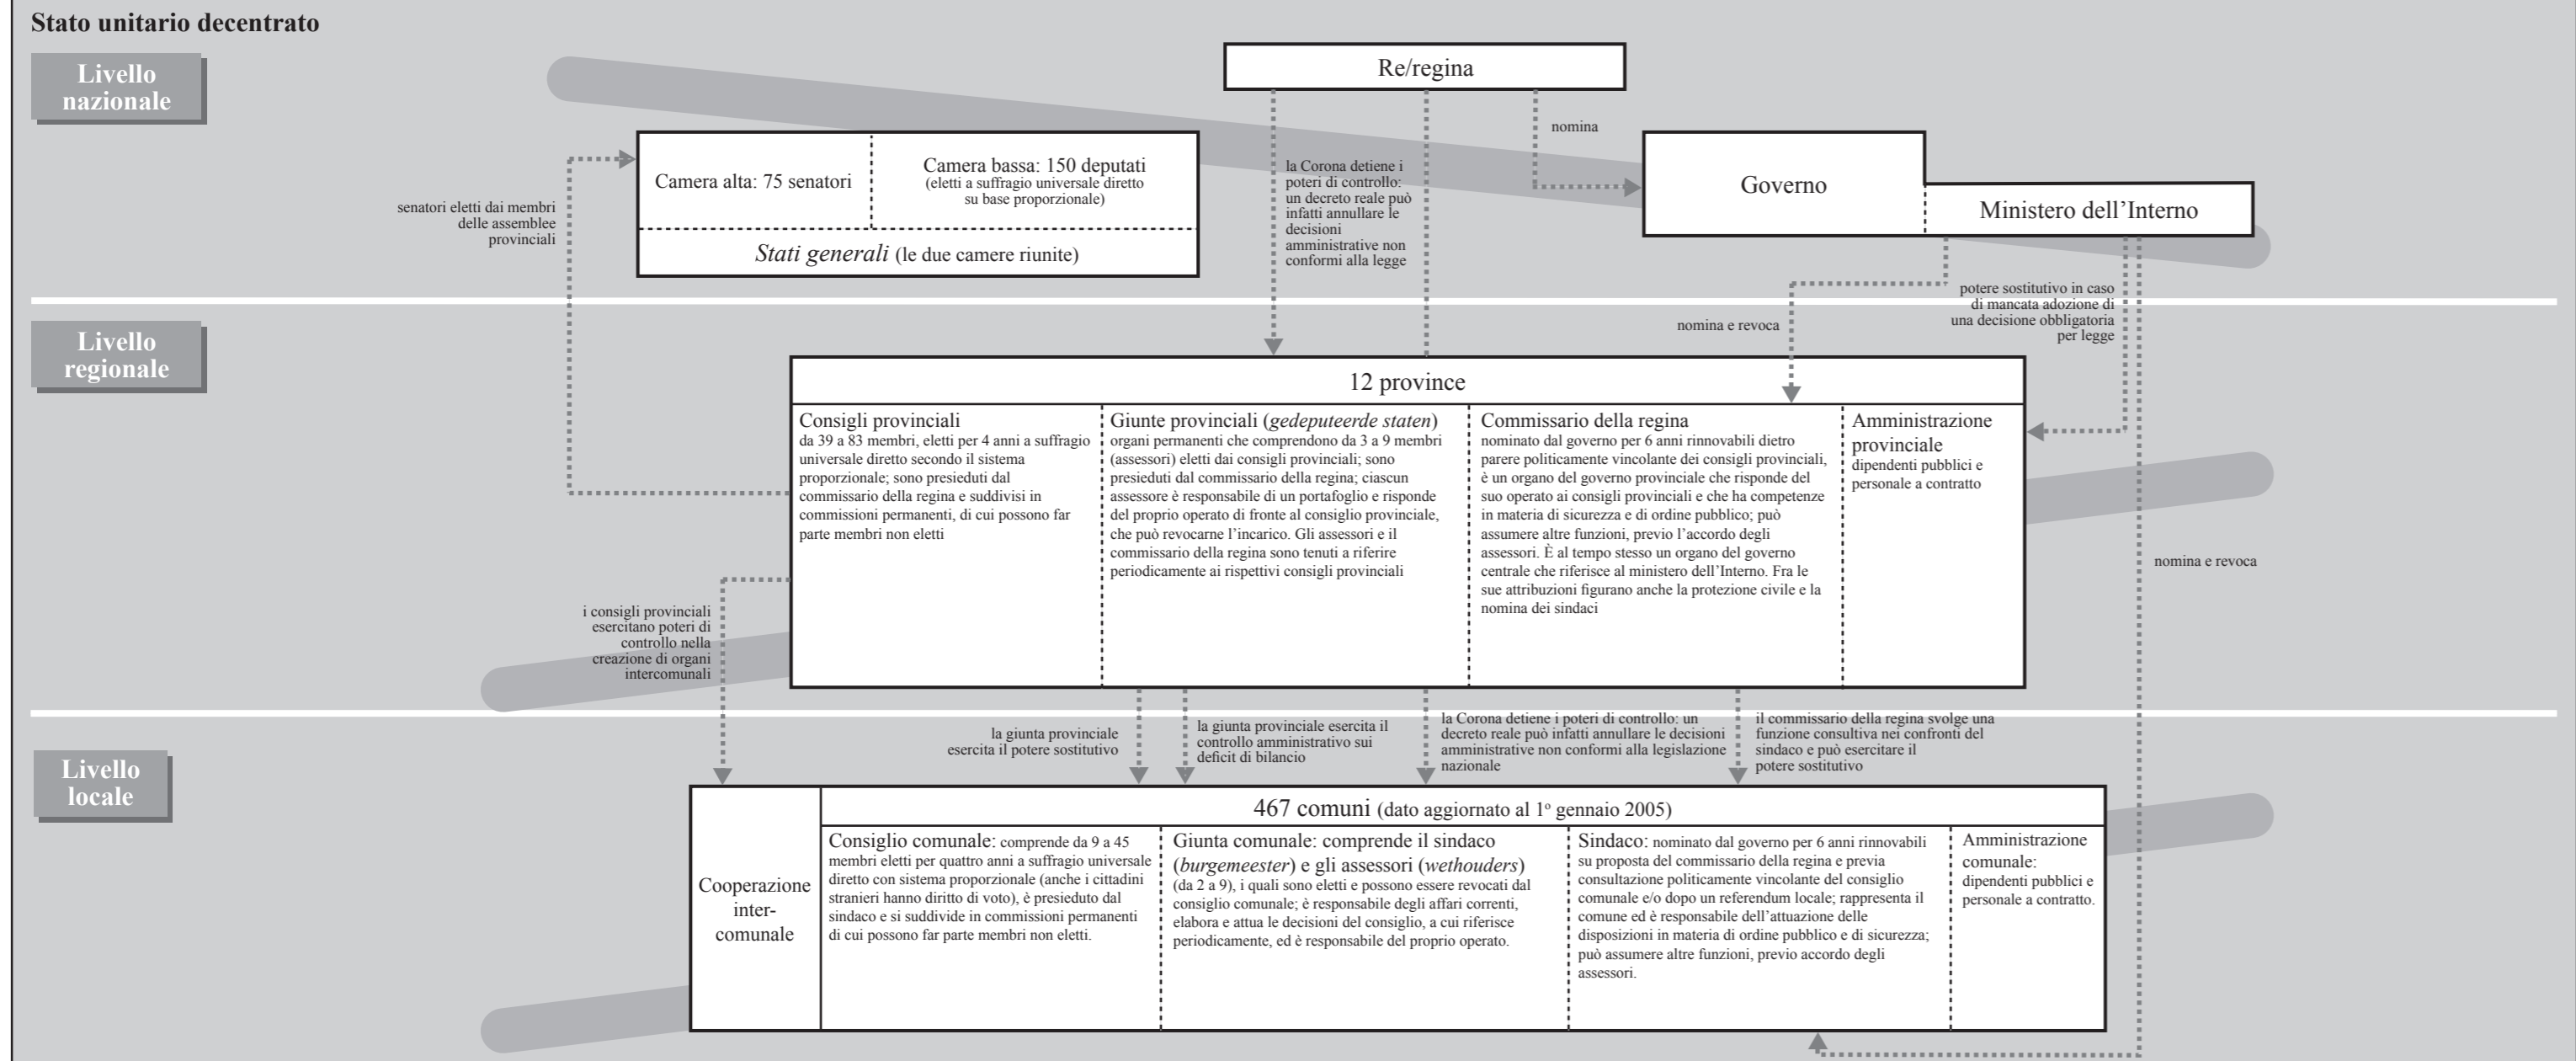 Stato unitario decentrato
Livello
nazionale
Re/regina
nomina
Camera alta: 75 senatori
Camera bassa: 150 deputati
(eletti a suffragio universale diretto
su base proporzionale)
Stati generali (le due camere riunite)
senatori eletti dai membri
delle assemblee
provinciali
la Corona detiene i
poteri di controllo:
un decreto reale può
infatti annullare le
decisioni
amministrative non
conformi alla legge
Governo
Ministero dell’Interno
nomina e revoca
potere sostitutivo in caso
di mancata adozione di
una decisione obbligatoria
per legge
Livello
regionale
12 province
Consigli provinciali
da 39 a 83 membri, eletti per 4 anni a suffragio
universale diretto secondo il sistema
proporzionale; sono presieduti dal
commissario della regina e suddivisi in
commissioni permanenti, di cui possono far
parte membri non eletti
Giunte provinciali (gedeputeerde staten)
organi permanenti che comprendono da 3 a 9 membri
(assessori) eletti dai consigli provinciali; sono
presieduti dal commissario della regina; ciascun
assessore è responsabile di un portafoglio e risponde
del proprio operato di fronte al consiglio provinciale,
che può revocarne l’incarico. Gli assessori e il
commissario della regina sono tenuti a riferire
periodicamente ai rispettivi consigli provinciali
Commissario della regina
nominato dal governo per 6 anni rinnovabili dietro
parere politicamente vincolante dei consigli provinciali,
è un organo del governo provinciale che risponde del
suo operato ai consigli provinciali e che ha competenze
in materia di sicurezza e di ordine pubblico; può
assumere altre funzioni, previo l’accordo degli
assessori. È al tempo stesso un organo del governo
centrale che riferisce al ministero dell’Interno. Fra le
sue attribuzioni figurano anche la protezione civile e la
nomina dei sindaci
Amministrazione
provinciale
dipendenti pubblici e
personale a contratto
nomina e revoca
i consigli provinciali
esercitano poteri di
controllo nella
creazione di organi
intercomunali
la giunta provinciale
esercita il potere sostitutivo
la giunta provinciale esercita il
controllo amministrativo sui
deficit di bilancio
la Corona detiene i poteri di controllo: un
decreto reale può infatti annullare le decisioni
amministrative non conformi alla legislazione
nazionale
il commissario della regina svolge una
funzione consultiva nei confronti del
sindaco e può esercitare il
potere sostitutivo
Livello
locale
Cooperazione
inter-
comunale
467 comuni (dato aggiornato al 1º gennaio 2005)
Consiglio comunale: comprende da 9 a 45
membri eletti per quattro anni a suffragio universale
diretto con sistema proporzionale (anche i cittadini
stranieri hanno diritto di voto), è presieduto dal
sindaco e si suddivide in commissioni permanenti
di cui possono far parte membri non eletti.
Giunta comunale: comprende il sindaco
(burgemeester) e gli assessori (wethouders)
(da 2 a 9), i quali sono eletti e possono essere revocati dal
consiglio comunale; è responsabile degli affari correnti,
elabora e attua le decisioni del consiglio, a cui riferisce
periodicamente, ed è responsabile del proprio operato.
Sindaco: nominato dal governo per 6 anni rinnovabili
su proposta del commissario della regina e previa
consultazione politicamente vincolante del consiglio
comunale e/o dopo un referendum locale; rappresenta il
comune ed è responsabile dell’attuazione delle
disposizioni in materia di ordine pubblico e di sicurezza;
può assumere altre funzioni, previo accordo degli
assessori.
Amministrazione
comunale:
dipendenti pubblici e
personale a contratto.